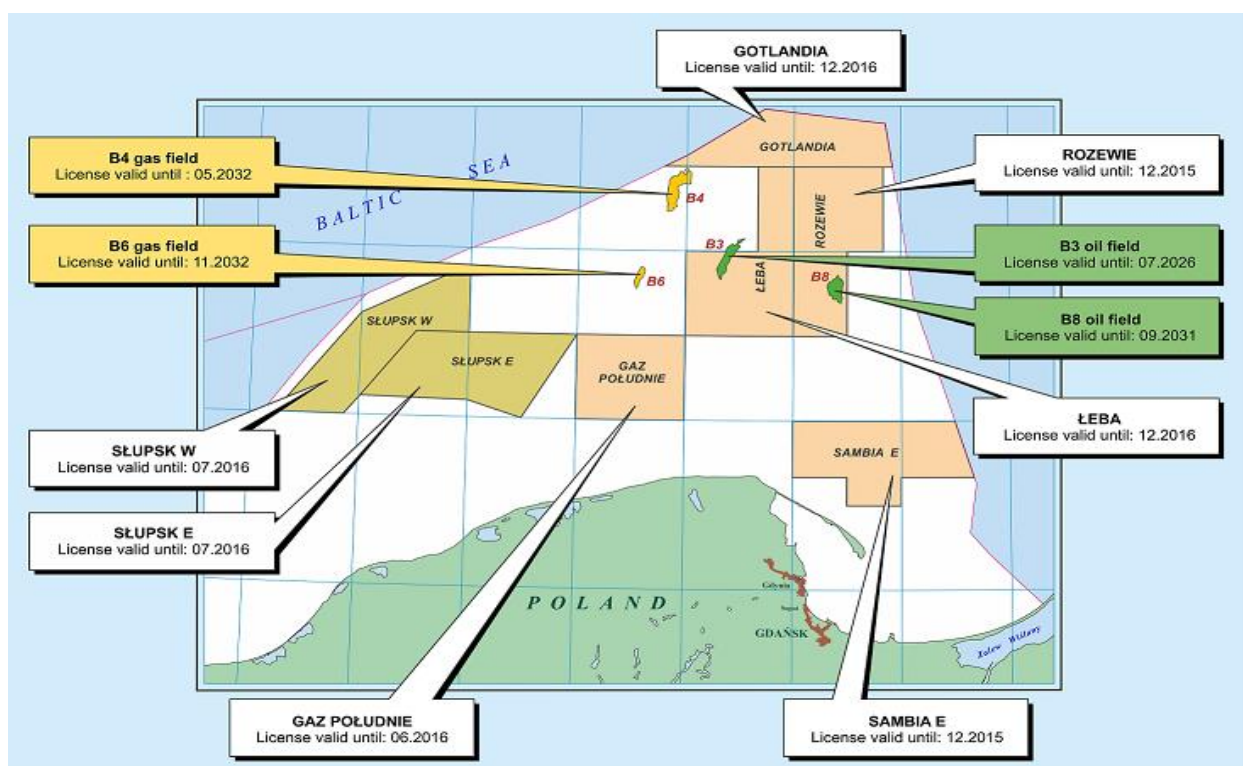 GOTLANDIA
License valid until: 12.2016
B4 gas field
License valid until : 05.2032
B6 gas field
License valid until: 11.2032
ROZEWIE
License valid until: 12.2015
B3 oil field
License valid until: 07.2026
B8 oil field
License valid until: 09.2031
ŁEBA
License valid until: 12.2016
SŁUPSK W
License valid until: 07.2016
SŁUPSK E
License valid until: 07.2016
GAZ POŁUDNIE
License valid until: 06.2016
SAMBIA E
License valid until: 12.2015
BALTIC SEA
GOTLANDIA
ROZEWIE
B4
B3
ŁEBA
B8
B6
SŁUPSK W
SŁUPSK E
GAZ
POŁUDNIE
SAMBIA E
POLAND
Gdynia
Sopot
GDAŃSK
Zalew Wiślany